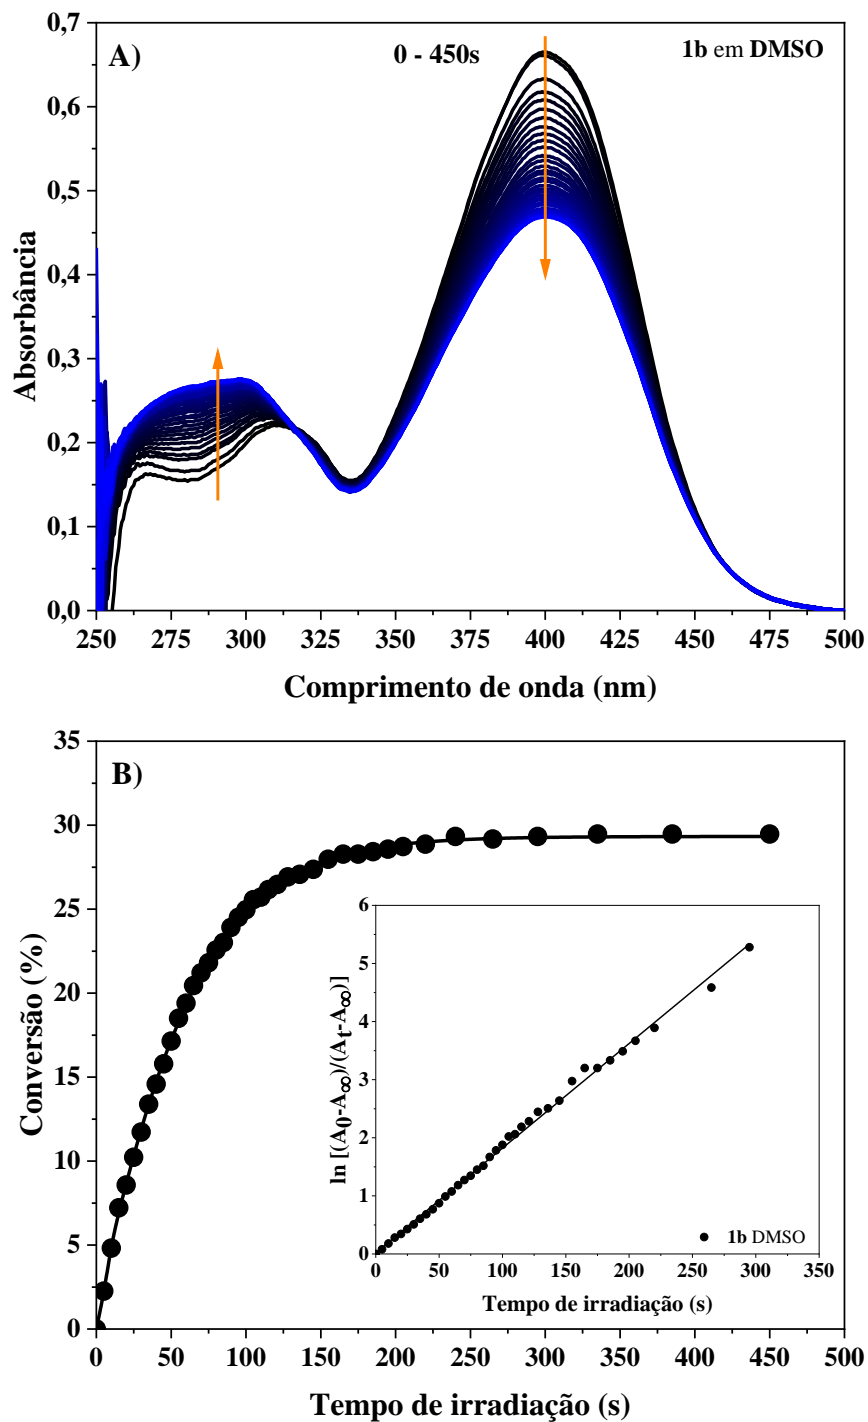 A)
0 - 450s
1b em DMSO
0,7
0,6
0,5
0,4
0,3
0,2
0,1
0,0
Absorbância
250 275 300 325 350 375 400 425 450 475 500
Comprimento de onda (nm)
B)
35
30
25
20
15
10
5
0
Conversão (%)
6
5
4
3
2
1
0
ln [(A0-A∞)/(At-A∞)]
1b DMSO
0 50 100 150 200 250 300 350
Tempo de irradiação (s)
0 50 100 150 200 250 300 350 400 450 500
Tempo de irradiação (s)